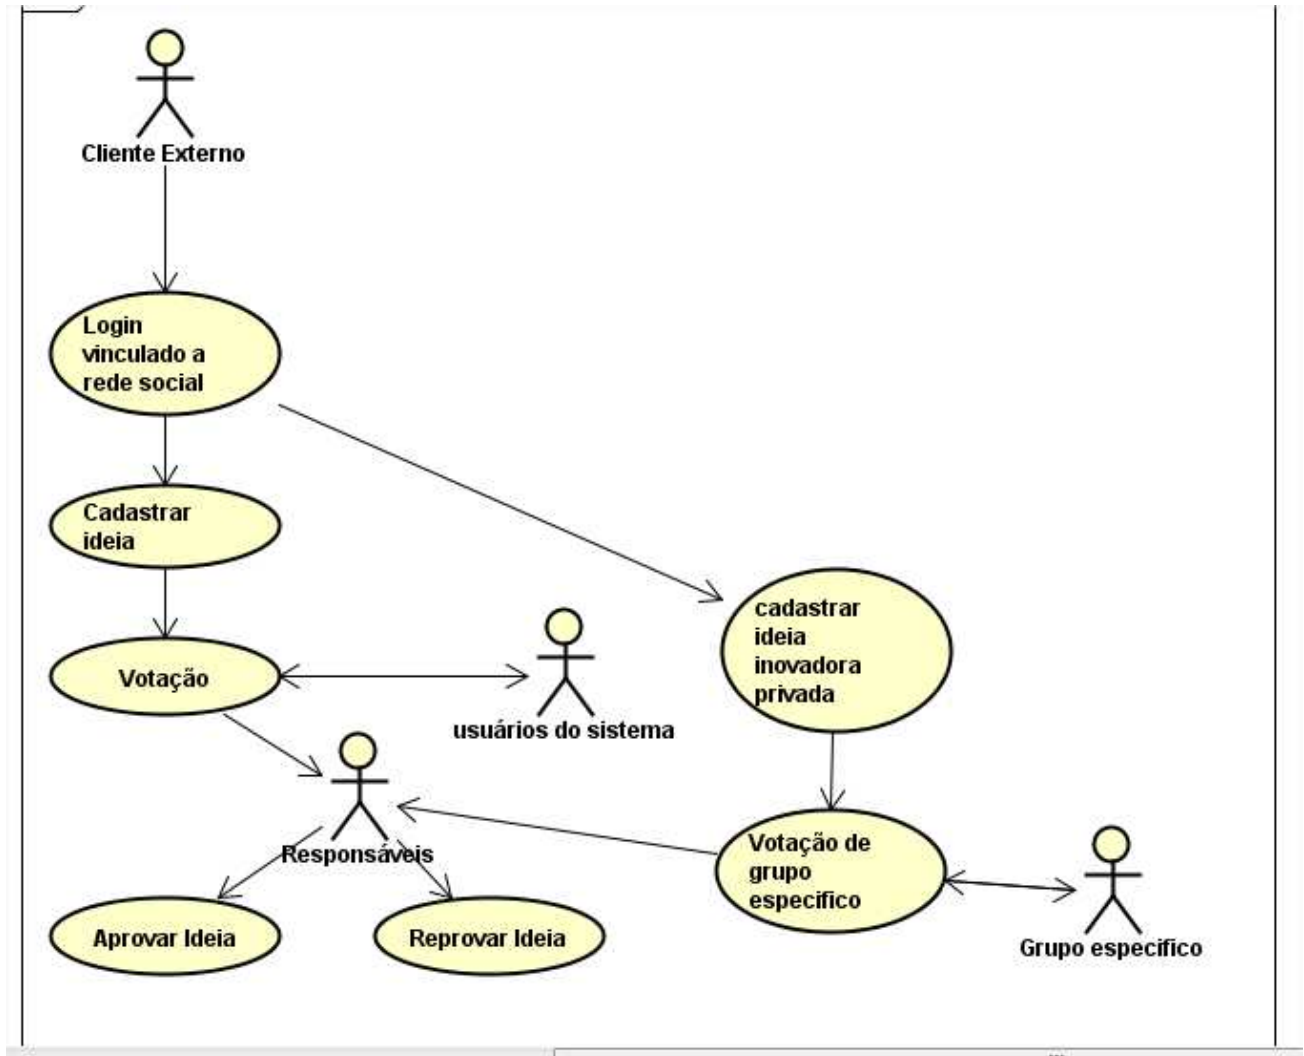 Cliente Externo
Login
vinculado a
rede social
Cadastrar
ideia
cadastrar
ideia
inovadora
privada
Votação
usuários do sistema
Responsáveis
Votação de
grupo
especifico
Aprovar Ideia
Reprovar Ideia
Grupo especifico